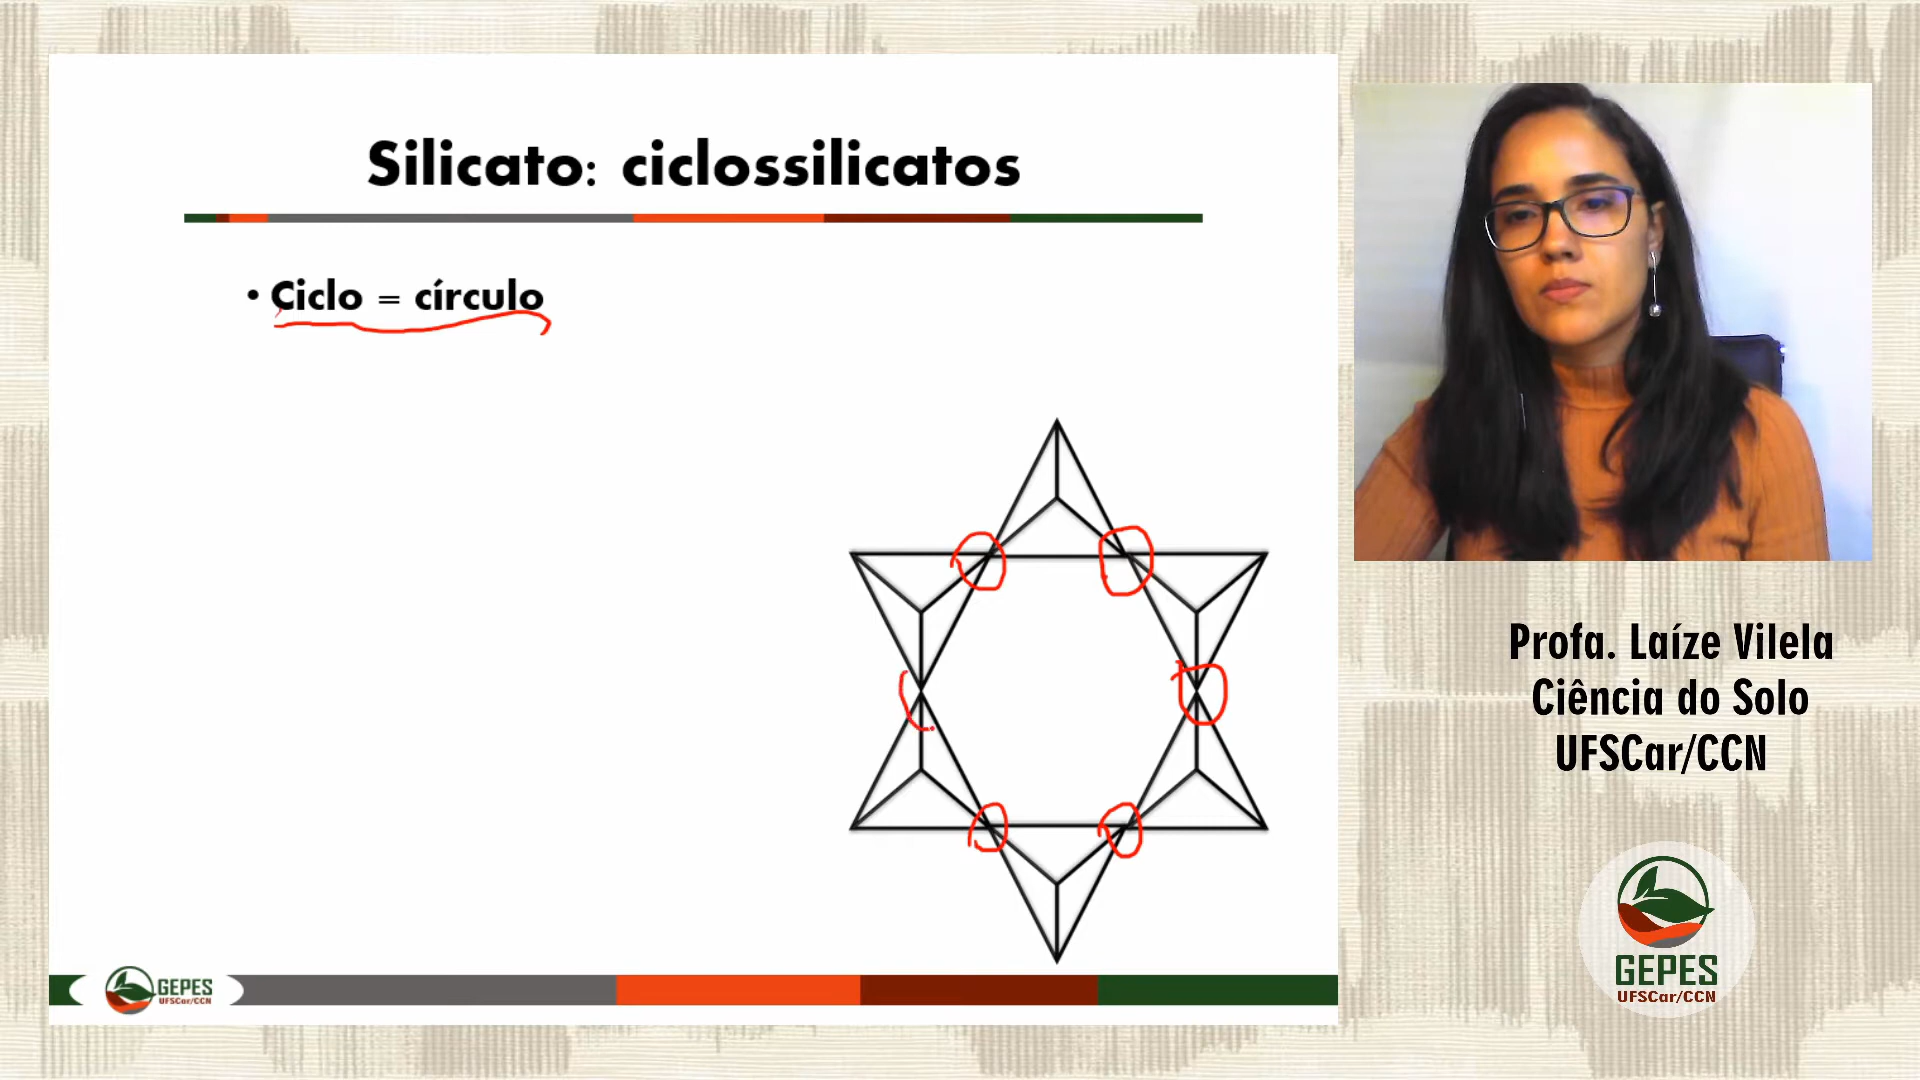 Silicato: ciclossilicatos
• Ciclo = círculo
GEPES
UFSCar/CCN
Profa. Laíze Vilela
Ciência do Solo
UFSCar/CCN
GEPES
UFSCar/CCN